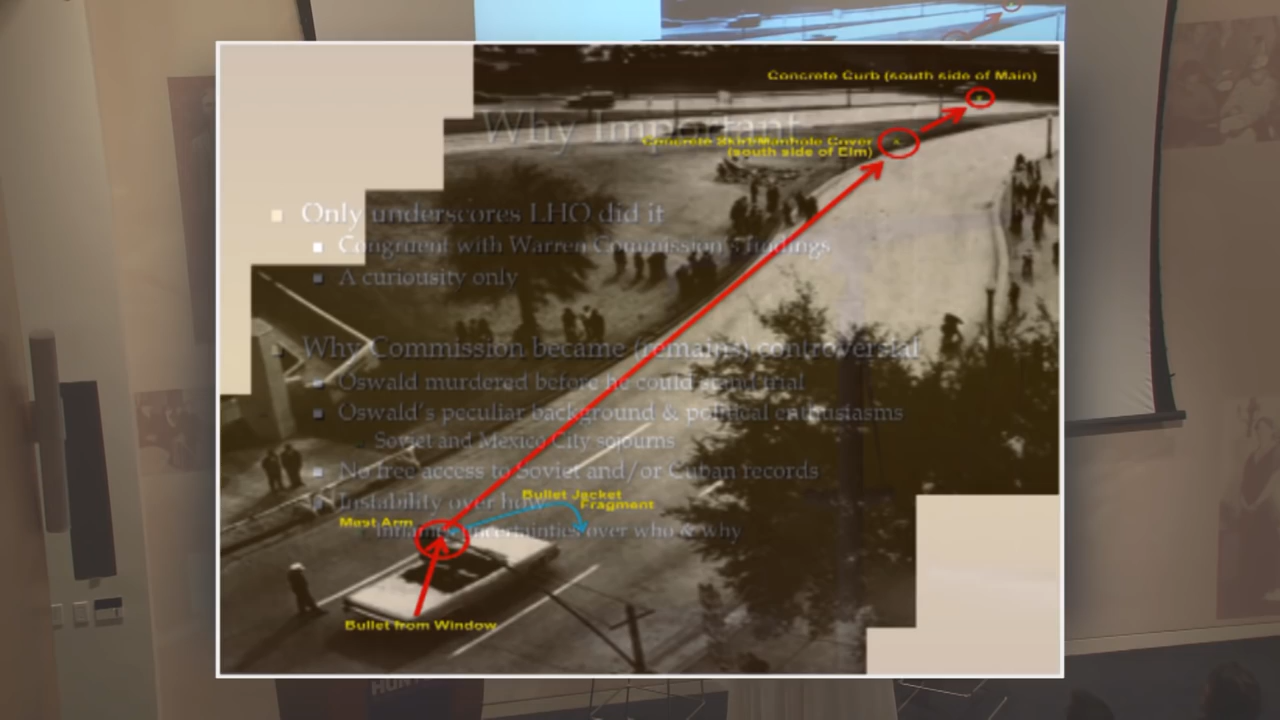 Concrete Curb (south side of Main)
Why Important
Concrete Skirt/Manhole Cover
(south side of Elm)
Only underscores LHO did it
Congruent with Warren Commission's findings
A curiousity only
Why Commission became (remains) controversial
Oswald murdered before he could stand trial
Oswald's peculiar background & political enthusiasms
Soviet and Mexico City sojourns
No free access to Soviet and/or Cuban records
Bullet Jacket
Fragment
Instability over how
Mast Arm
uncertainties over who & why
Bullet from Window